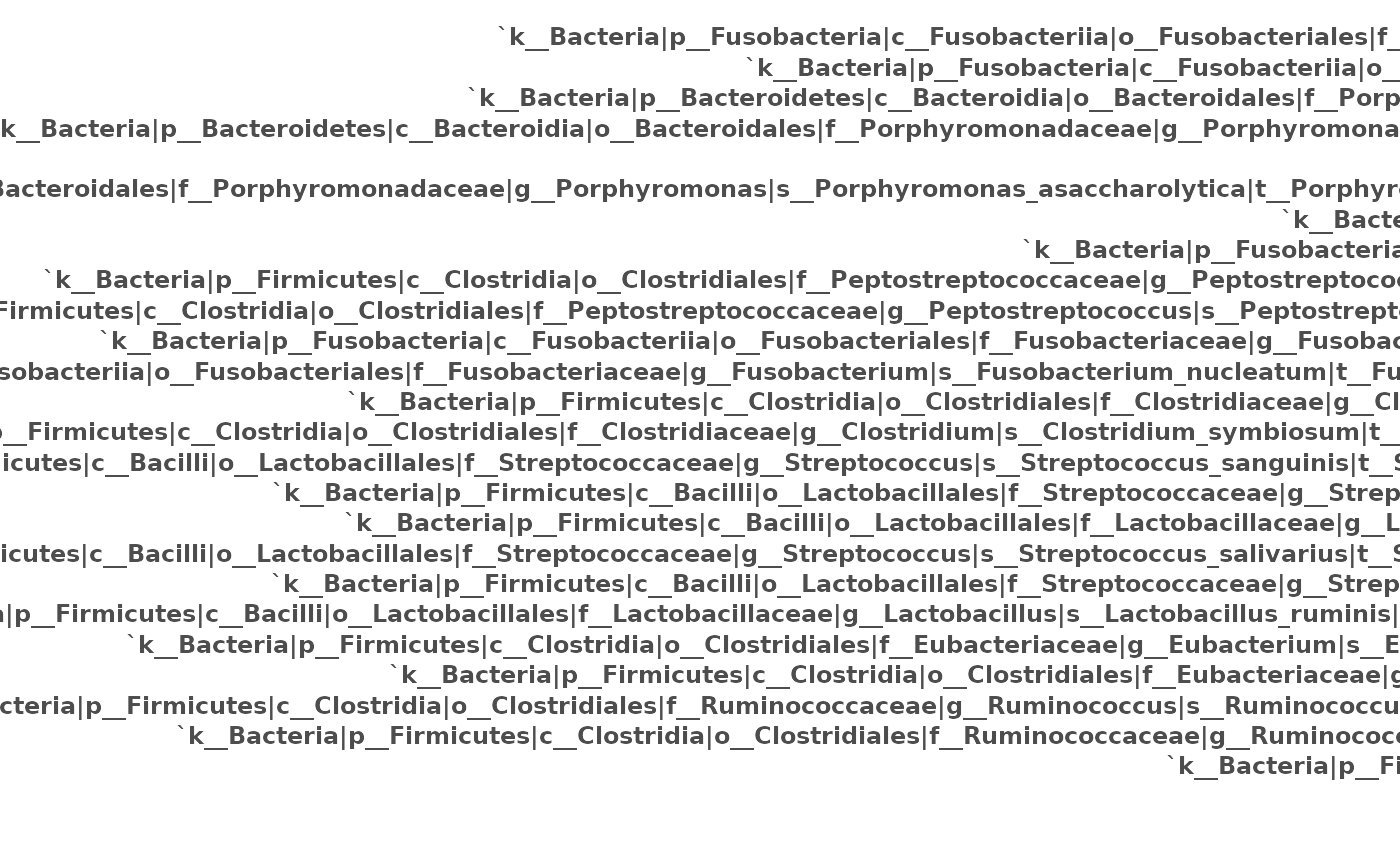 `k__Bacteria|p__Fusobacteria|c__Fusobacteriia|o__Fusobacteriales|f_
`k__Bacteria|p__Fusobacteria|c__Fusobacteriia|o_
`k__Bacteria|p__Bacteroidetes|c__Bacteroidia|o__Bacteroidales|f__Porp
k__Bacteria|p__Bacteroidetes|c__Bacteroidia|o__Bacteroidales|f__Porphyromonadaceae|g__Porphyromona
Bacteroidales|f__Porphyromonadaceae|g__Porphyromonas|s__Porphyromonas_asaccharolytica|t__Porphyr
`k__Bacte
`k__Bacteria|p__Fusobacteria
`k__Bacteria|p__Firmicutes|c__Clostridia|o__Clostridiales|f__Peptostreptococcaceae|g__Peptostreptococ
Firmicutes|c__Clostridia|o__Clostridiales|f__Peptostreptococcaceae|g__Peptostreptococcus|s__Peptostrept
`k__Bacteria|p__Fusobacteria|c__Fusobacteriia|o__Fusobacteriales|f__Fusobacteriaceae|g__Fusobac
sobacteriia|o__Fusobacteriales|f__Fusobacteriaceae|g__Fusobacterium|s__Fusobacterium_nucleatum|t__Fu
`k__Bacteria|p__Firmicutes|c__Clostridia|o__Clostridiales|f__Clostridiaceae|g__Cl
p__Firmicutes|c__Clostridia|o__Clostridiales|f__Clostridiaceae|g__Clostridium|s__Clostridium_symbiosum|t_
icutes|c__Bacilli|o__Lactobacillales|f__Streptococcaceae|g__Streptococcus|s__Streptococcus_sanguinis|t__S
`k__Bacteria|p__Firmicutes|c__Bacilli|o__Lactobacillales|f__Streptococcaceae|g__Strep
`k__Bacteria|p__Firmicutes|c__Bacilli|o__Lactobacillales|f__Lactobacillaceae|g__L
icutes|c__Bacilli|o__Lactobacillales|f__Streptococcaceae|g__Streptococcus|s__Streptococcus_salivarius|t__S
`k__Bacteria|p__Firmicutes|c__Bacilli|o__Lactobacillales|f__Streptococcaceae|g__Strep
a|p__Firmicutes|c__Bacilli|o__Lactobacillales|f__Lactobacillaceae|g__Lactobacillus|s__Lactobacillus_ruminis|
`k__Bacteria|p__Firmicutes|c__Clostridia|o__Clostridiales|f__Eubacteriaceae|g__Eubacterium|s__E
`k__Bacteria|p__Firmicutes|c__Clostridia|o__Clostridiales|f__Eubacteriaceae|g
cteria|p__Firmicutes|c__Clostridia|o__Clostridiales|f__Ruminococcaceae|g__Ruminococcus|s__Ruminococcu
`k__Bacteria|p__Firmicutes|c__Clostridia|o__Clostridiales|f__Ruminococcaceae|g__Ruminococc
`k__Bacteria|p__Fi